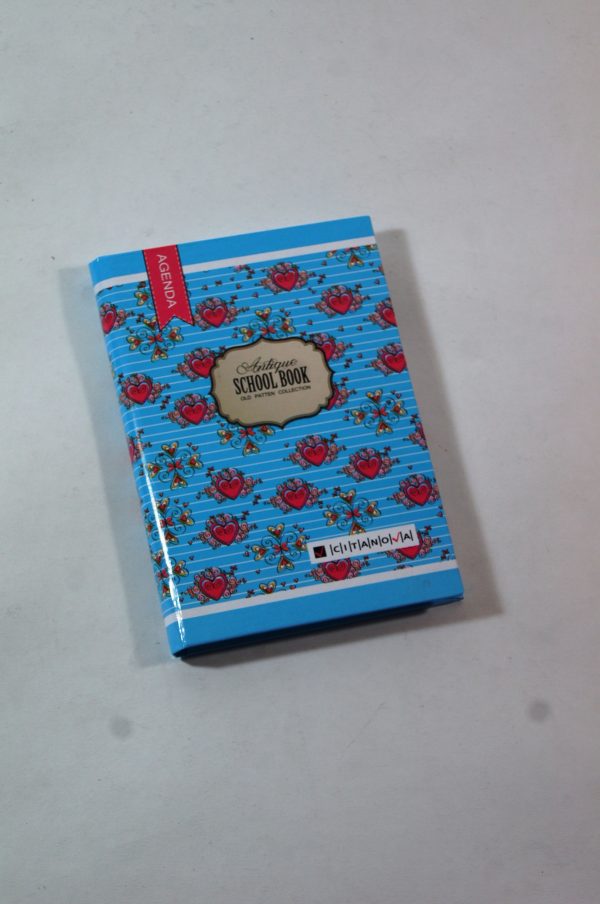 AGENDA
Antique
SCHOOL BOOK
OLD PATTEN COLLECTION
CITANOVA